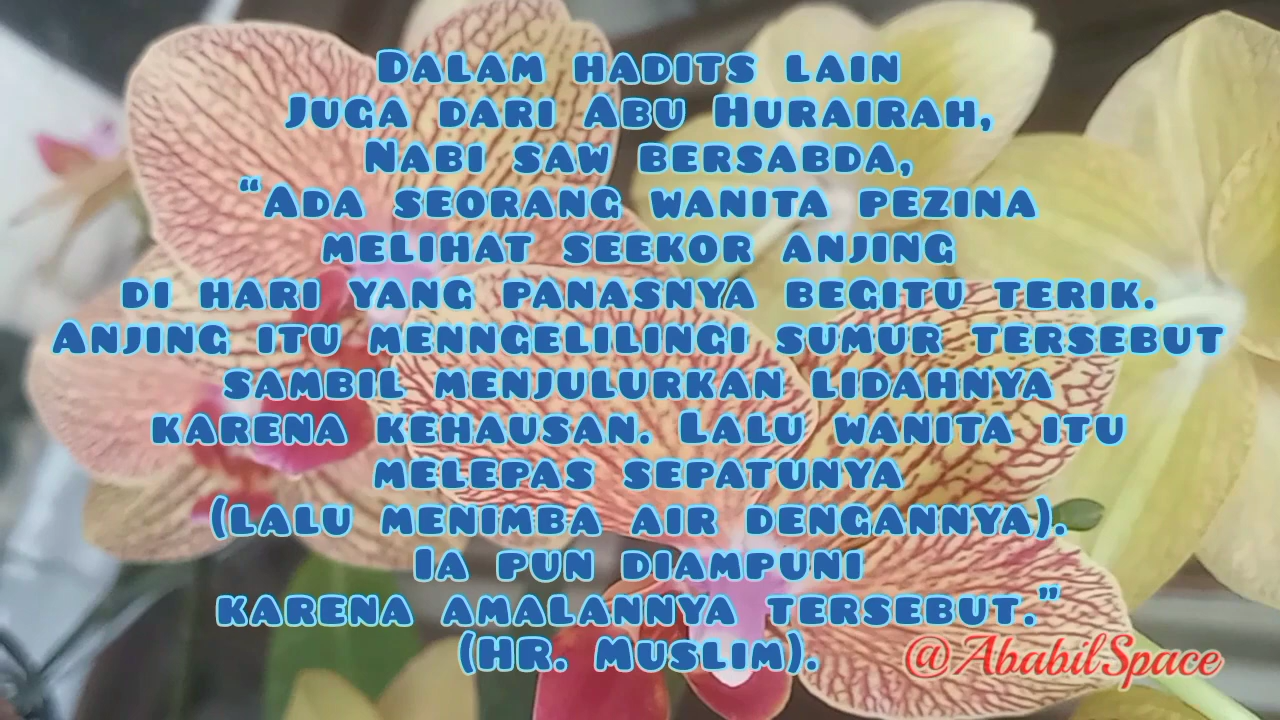 Dalam hadits lain
Juga dari Abu Hurairah,
Nabi saw bersabda,
“Ada seorang wanita pezina
melihat seekor anjing
di hari yang panasnya begitu terik.
Anjing itu menngelilingi sumur tersebut
sambil menjulurkan lidahnya
karena kehausan. Lalu wanita itu
melepas sepatunya
(lalu menimba air dengannya).
Ia pun diampuni
karena amalannya tersebut.”
(HR. Muslim).
@AbabilSpace